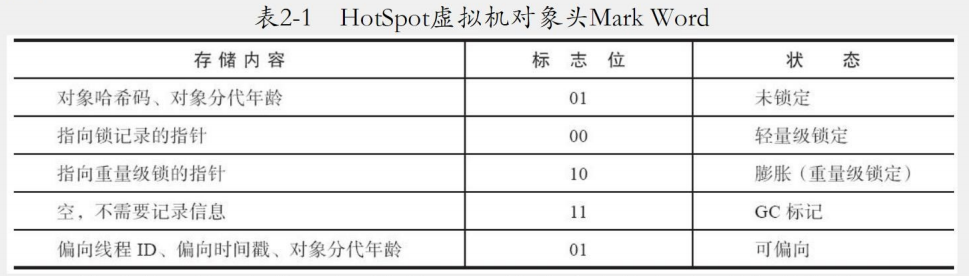 表2-1 HotSpot虚拟机对象头Mark Word
存储内容 标志位 状态
对象哈希码、对象分代年龄 01 未锁定
指向锁记录的指针 00 轻量级锁定
指向重量级锁的指针 10 膨胀（重量级锁定）
空，不需要记录信息 11 GC 标记
偏向线程 ID、偏向时间戳、对象分代年龄 01 可偏向